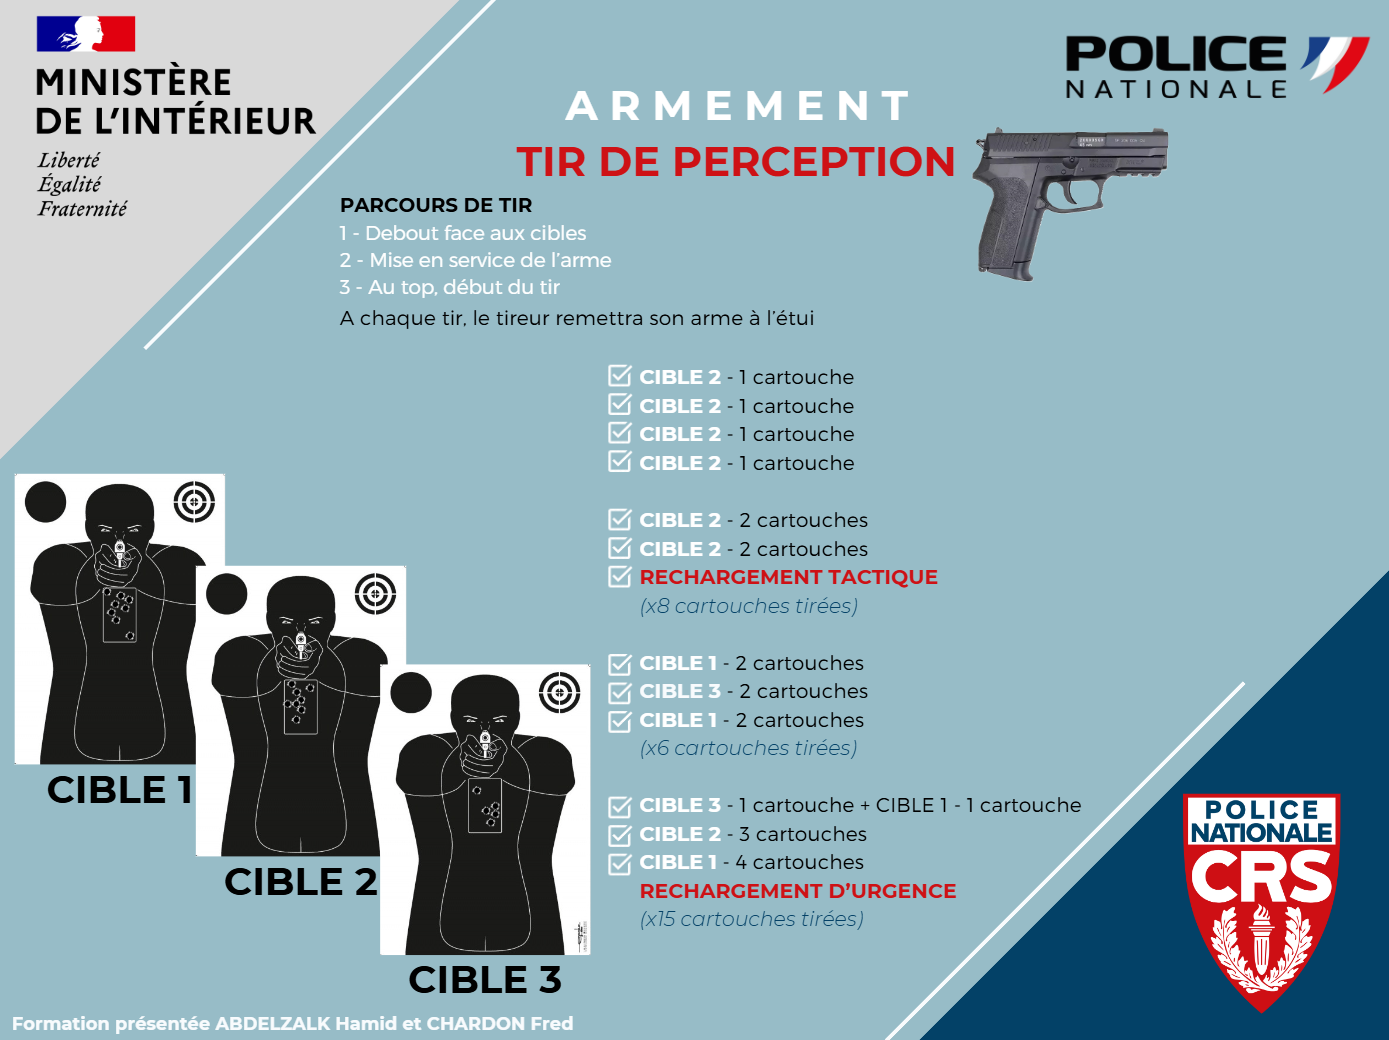 MINISTÈRE
DE L'INTÉRIEUR
Liberté
Égalité
Fraternité
POLICE
NATIONALE
ARMEMENT
TIR DE PERCEPTION
PARCOURS DE TIR
1 - Debout face aux cibles
2 - Mise en service de l'arme
3 - Au top, début du tir
A chaque tir, le tireur remettra son arme à l'étui
CIBLE 2 - 1 cartouche
CIBLE 2 - 1 cartouche
CIBLE 2 - 1 cartouche
CIBLE 2 - 1 cartouche
CIBLE 2 - 2 cartouches
CIBLE 2 - 2 cartouches
RECHARGEMENT TACTIQUE
(x8 cartouches tirées)
CIBLE 1 - 2 cartouches
CIBLE 3 - 2 cartouches
CIBLE 1 - 2 cartouches
(x6 cartouches tirées)
CIBLE 3 - 1 cartouche + CIBLE 1 - 1 cartouche
CIBLE 2 - 3 cartouches
CIBLE 1 - 4 cartouches
RECHARGEMENT D'URGENCE
(x15 cartouches tirées)
CIBLE 1
CIBLE 2
CIBLE 3
POLICE
NATIONALE
CRS
Formation présentée ABDELZALK Hamid et CHARDON Fred